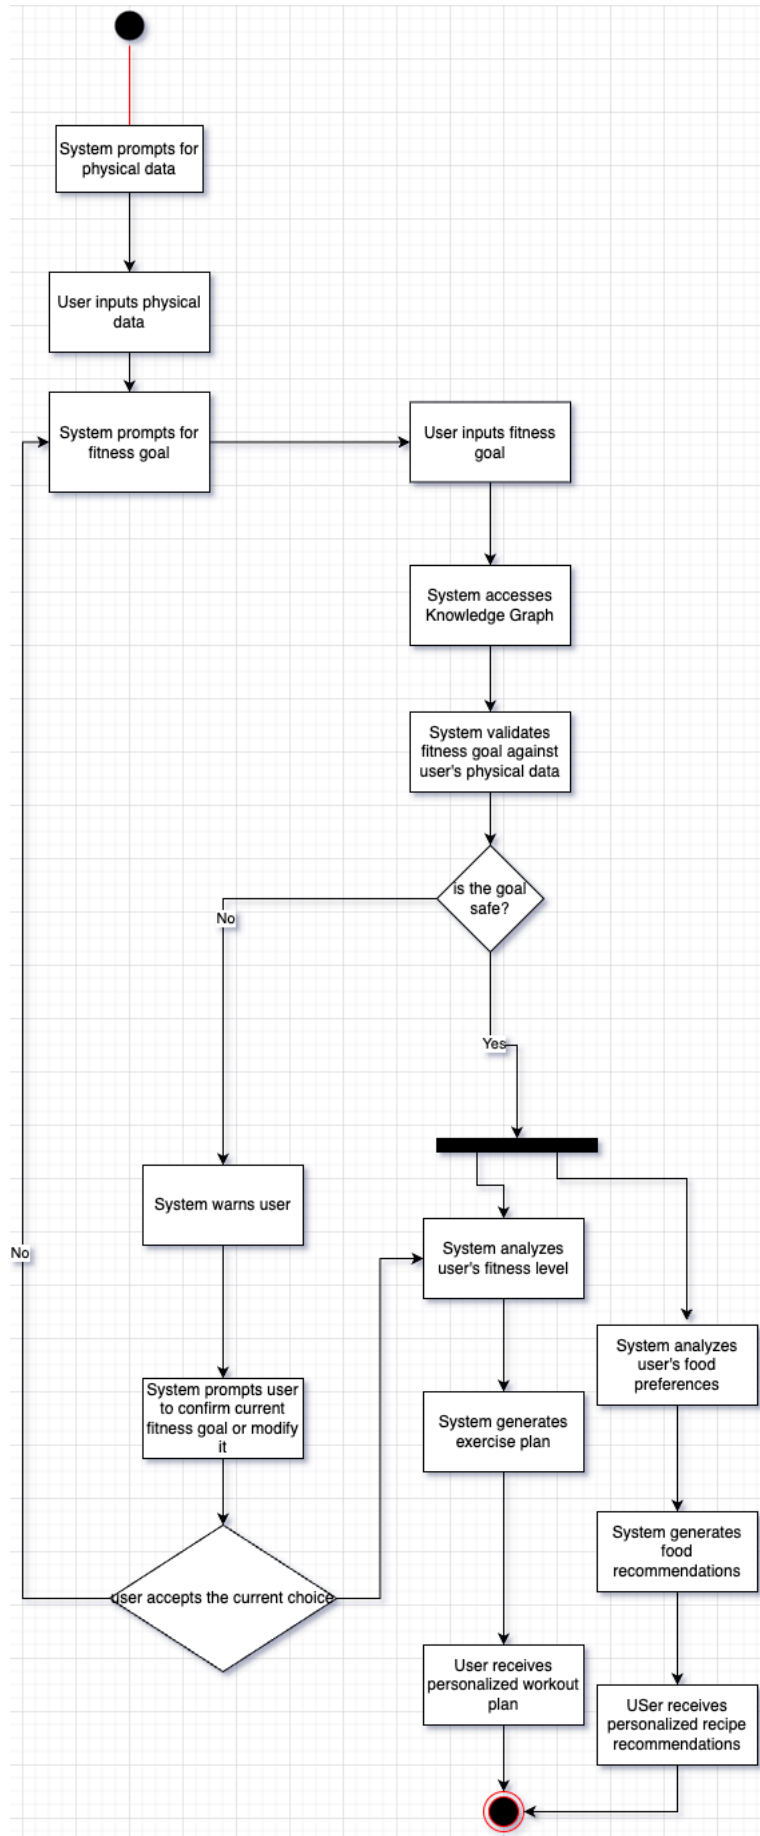 System prompts for
physical data
User inputs physical
data
System prompts for
fitness goal
User inputs fitness
goal
System accesses
Knowledge Graph
System validates
fitness goal against
user's physical data
is the goal
safe?
No
Yes
System warns user
System analyzes
user's fitness level
No
System analyzes
user's food
preferences
System prompts user
to confirm current
fitness goal or modify
it
System generates
exercise plan
System generates
food
recommendations
user accepts the current choice
User receives
personalized workout
plan
USer receives
personalized recipe
recommendations